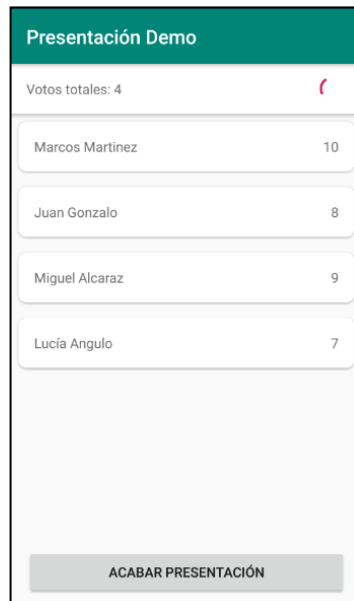 Presentación Demo
Votos totales: 4
Marcos Martinez 10
Juan Gonzalo 8
Miguel Alcaraz 9
Lucía Angulo 7
ACABAR PRESENTACIÓN